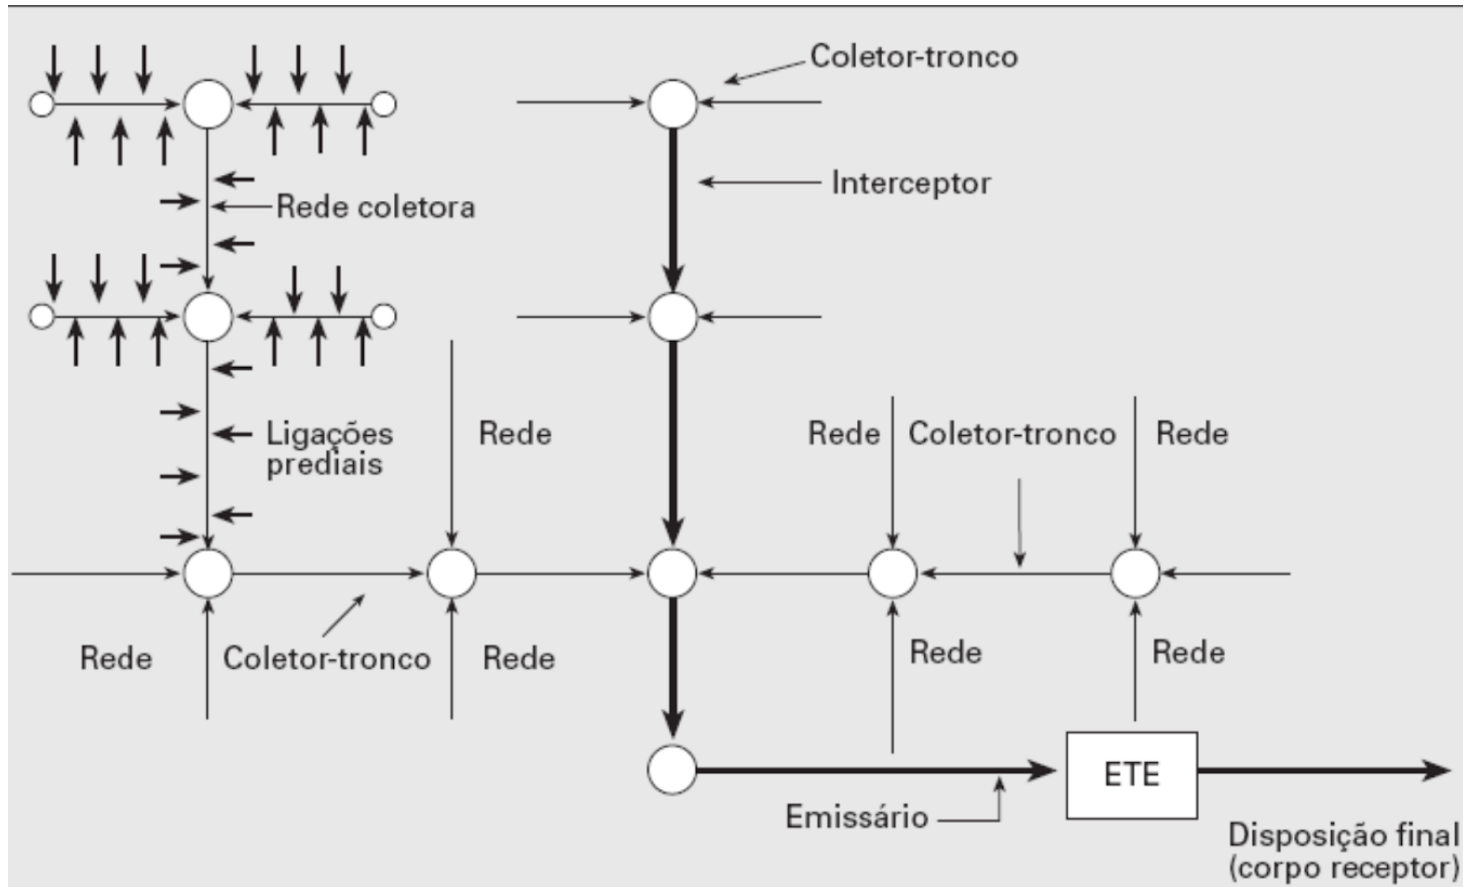 Coletor-tronco
Interceptor
Rede coletora
Ligações
prediais
Rede
Rede
Coletor-tronco
Rede
Rede
Coletor-tronco
Rede
Rede
Rede
ETE
Emissário
Disposição final
(corpo receptor)